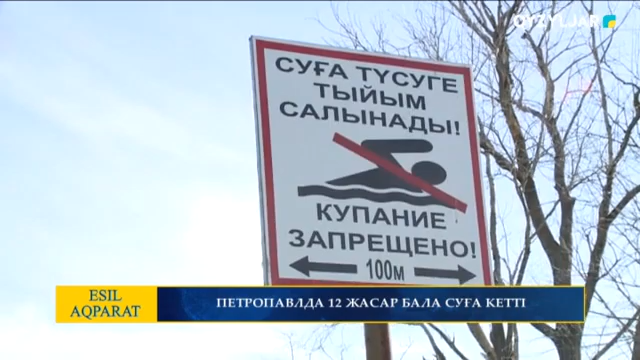 QYZYLJAR
СУҒА ТҮСУГЕ
ТЫЙЫМ
САЛЫНАДЫ!
КУПАНИЕ
ЗАПРЕЩЕНО!
100м
ESIL
AQPARAT
ПЕТРОПАВЛДА 12 ЖАСАР БАЛА СУҒА КЕТТІ